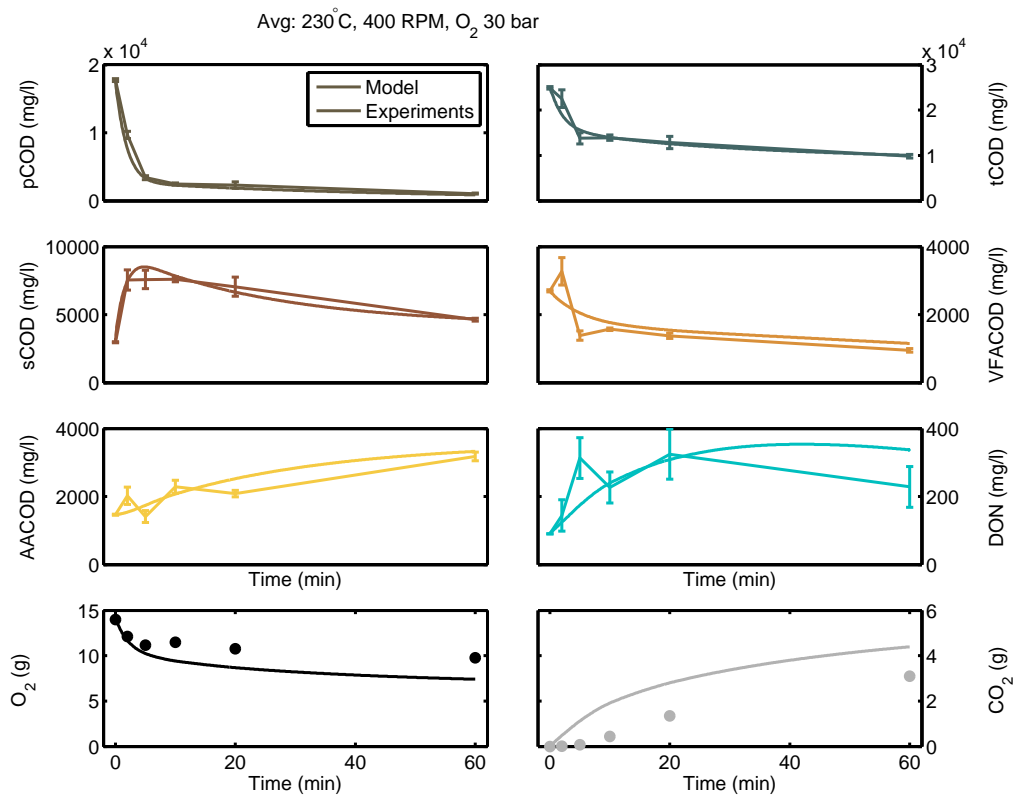 Avg: 230°C, 400 RPM, O2 30 bar
x 10^4
2
1
0
pCOD (mg/l)
Model
Experiments
x 10^4
3
2
1
0
tCOD (mg/l)
10000
5000
0
sCOD (mg/l)
4000
2000
0
VFACOD (mg/l)
4000
2000
0
AACOD (mg/l)
Time (min)
400
200
0
DON (mg/l)
Time (min)
15
10
5
0
O2 (g)
0 20 40 60
Time (min)
6
4
2
0
CO2 (g)
0 20 40 60
Time (min)